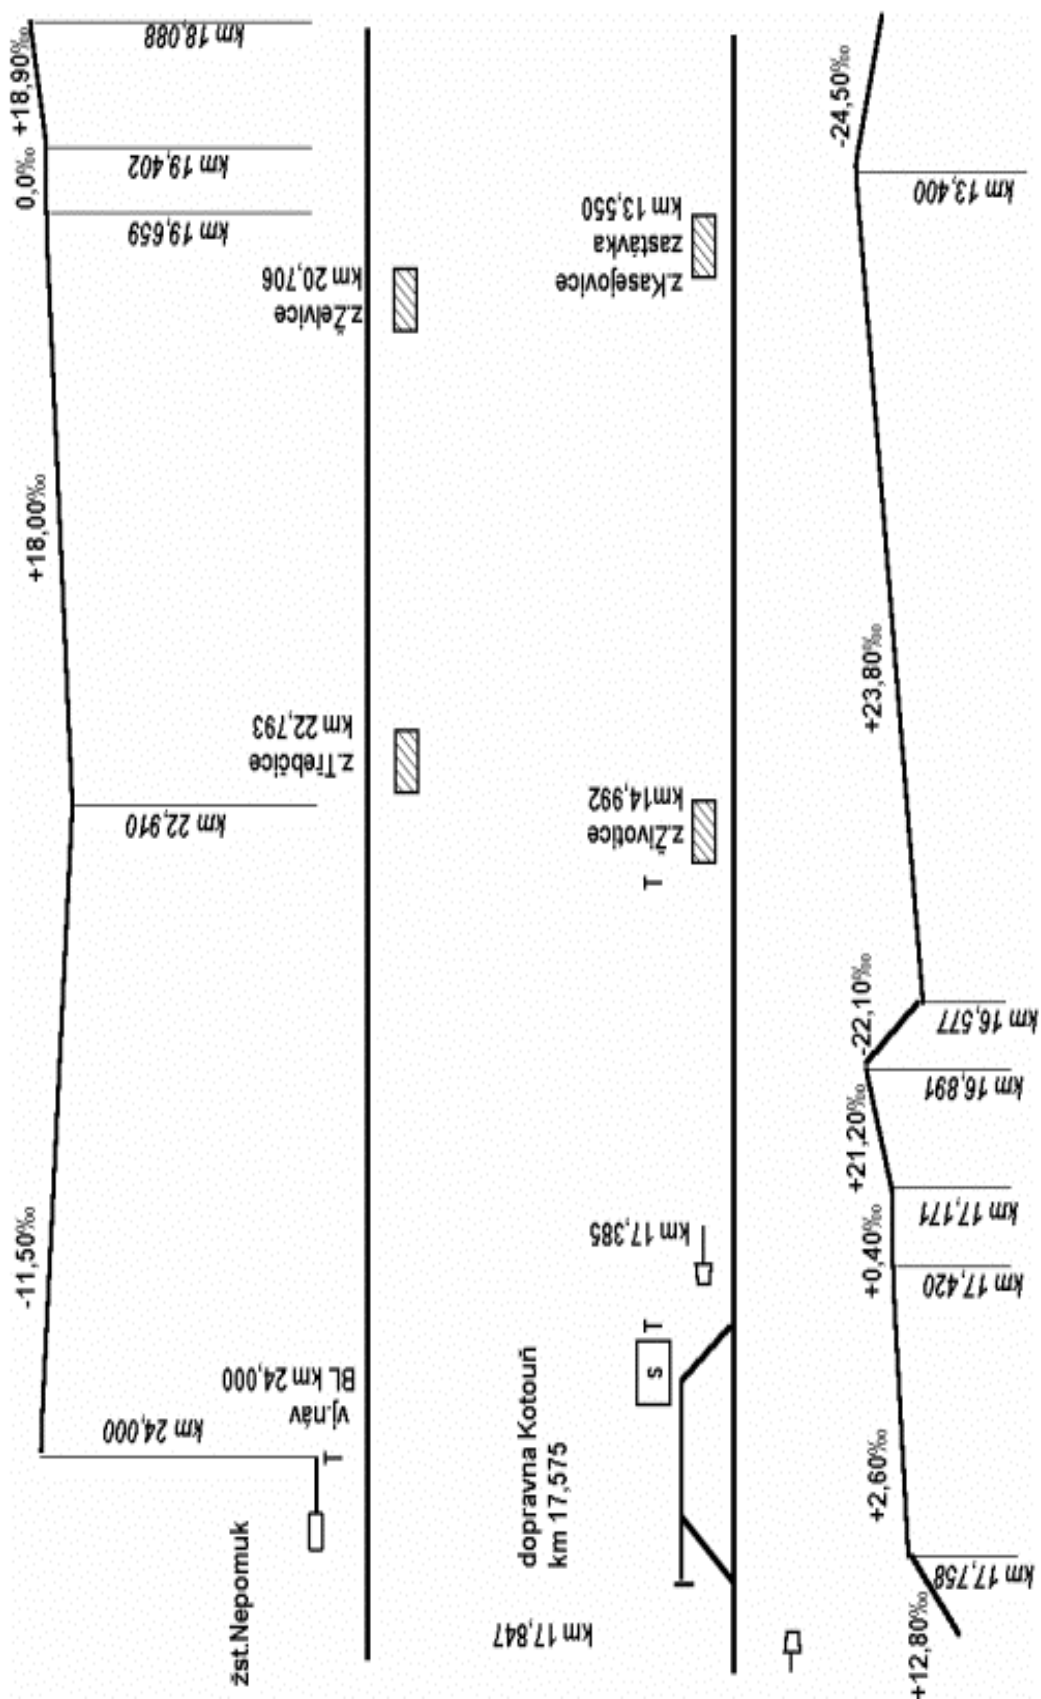 +18,90‰
0,0‰
+18,00‰
-11,50‰
km 18,088
km 19,402
km 19,659
km 22,910
km 24,000
z.Želvice
km 20,706
z.Třebčice
km 22,793
vj.náv
BL km 24,000
T
žst.Nepomuk
z.Kasejovice
zastávka
km 13,550
z.Životice
km14,992
T
km 17,385
T
s
dopravna Kotouň
km 17,575
km 17,847
-24,50‰
+23,80‰
-22,10‰
+21,20‰
+0,40‰
+2,60‰
+12,80‰
km 13,400
km 16,577
km 16,891
km 17,171
km 17,420
km 17,758